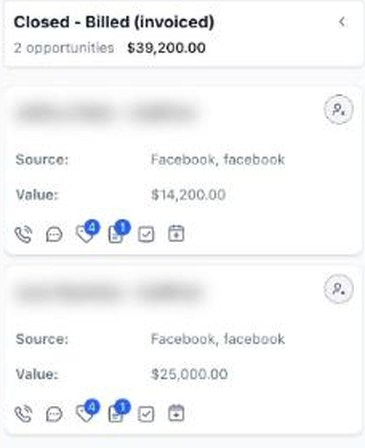 Closed - Billed (invoiced)
2 opportunities $39,200.00
Source: Facebook, facebook
Value: $14,200.00
4 1
Source: Facebook, facebook
Value: $25,000.00
4 1